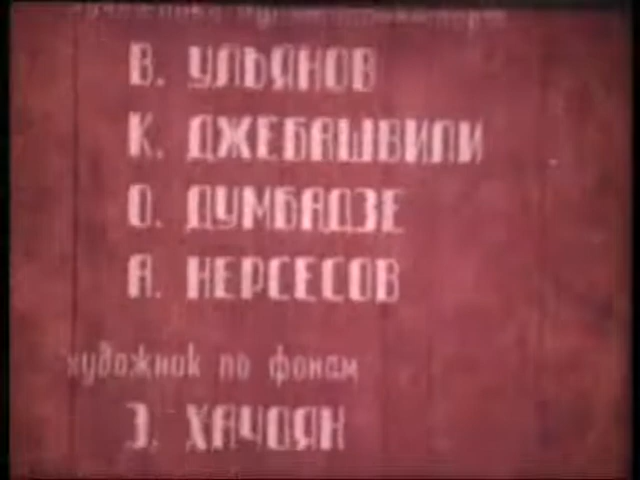 В. УЛЬЯНОВ
К. ДЖЕБАШВИЛИ
О. ДУМБАДЗЕ
А. НЕРСЕСОВ
художник по фонам
Э. ХАЧОЯН